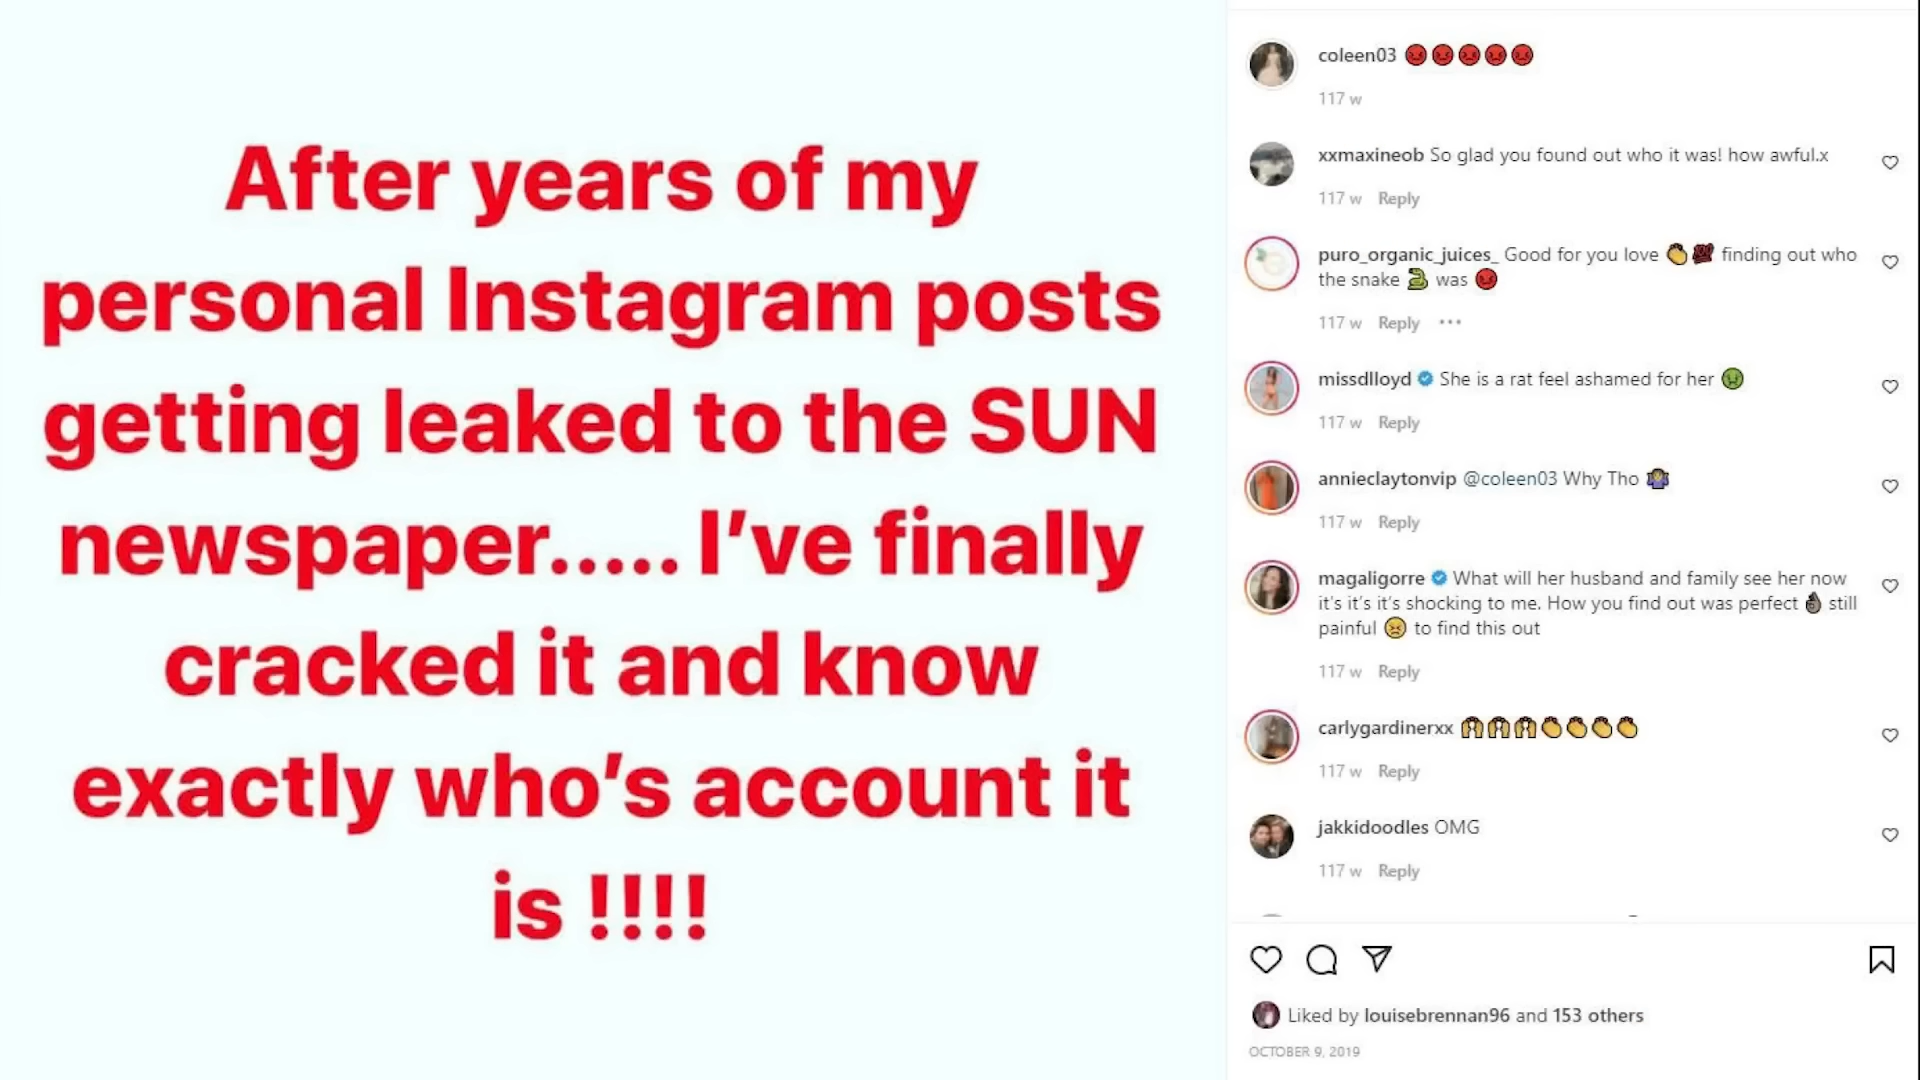 After years of my
personal Instagram posts
getting leaked to the SUN
newspaper..... I’ve finally
cracked it and know
exactly who’s account it
is !!!!
coleen03 😡😡😡😡😡
117 w
xxmaxineob So glad you found out who it was! how awful.x
117 w Reply
puro_organic_juices_ Good for you love 👏💯 finding out who
the snake 🐍 was 😡
117 w Reply •••
missdlloyd She is a rat feel ashamed for her 🤢
117 w Reply
annieclaytonvip @coleen03 Why Tho 🤷🏽‍♀️
117 w Reply
magaligorre What will her husband and family see her now
it's it's it's shocking to me. How you find out was perfect 👌🏿 still
painful 😣 to find this out
117 w Reply
carlygardinerxx 🙌🙌🙌👏👏👏👏
117 w Reply
jakkidoodles OMG
117 w Reply
Liked by louisebrennan96 and 153 others
OCTOBER 9, 2019